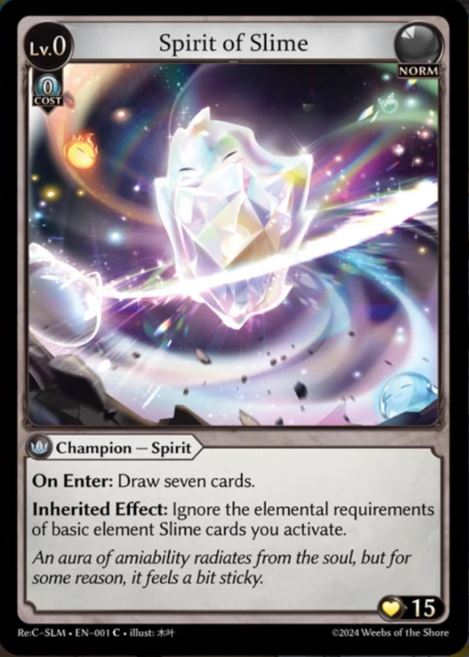 Lv.0
Spirit of Slime
NORM
0
COST
Champion — Spirit
On Enter: Draw seven cards.
Inherited Effect: Ignore the elemental requirements
of basic element Slime cards you activate.
An aura of amiability radiates from the soul, but for
some reason, it feels a bit sticky.
15
Re:C–SLM • EN-001 C • illust: 木叶
©2024 Weebs of the Shore